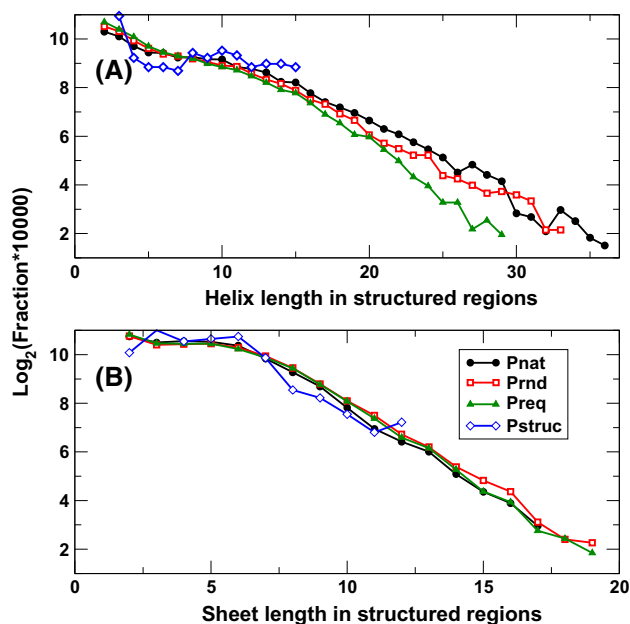 10
8
6
4
2
(A)
0
10
20
30
Helix length in structured regions
Log2(Fraction*10000)
10
8
6
4
2
(B)
Pnat
Prnd
Preq
Pstruc
0
5
10
15
20
Sheet length in structured regions